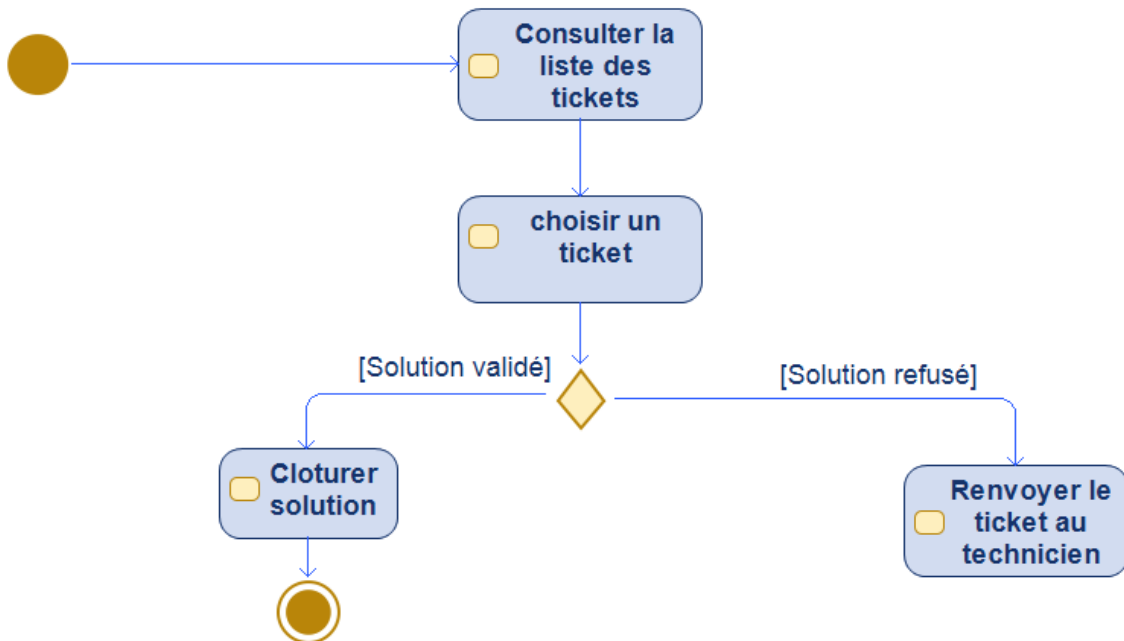 Consulter la
liste des
tickets
choisir un
ticket
[Solution validé]
[Solution refusé]
Cloturer
solution
Renvoyer le
ticket au
technicien